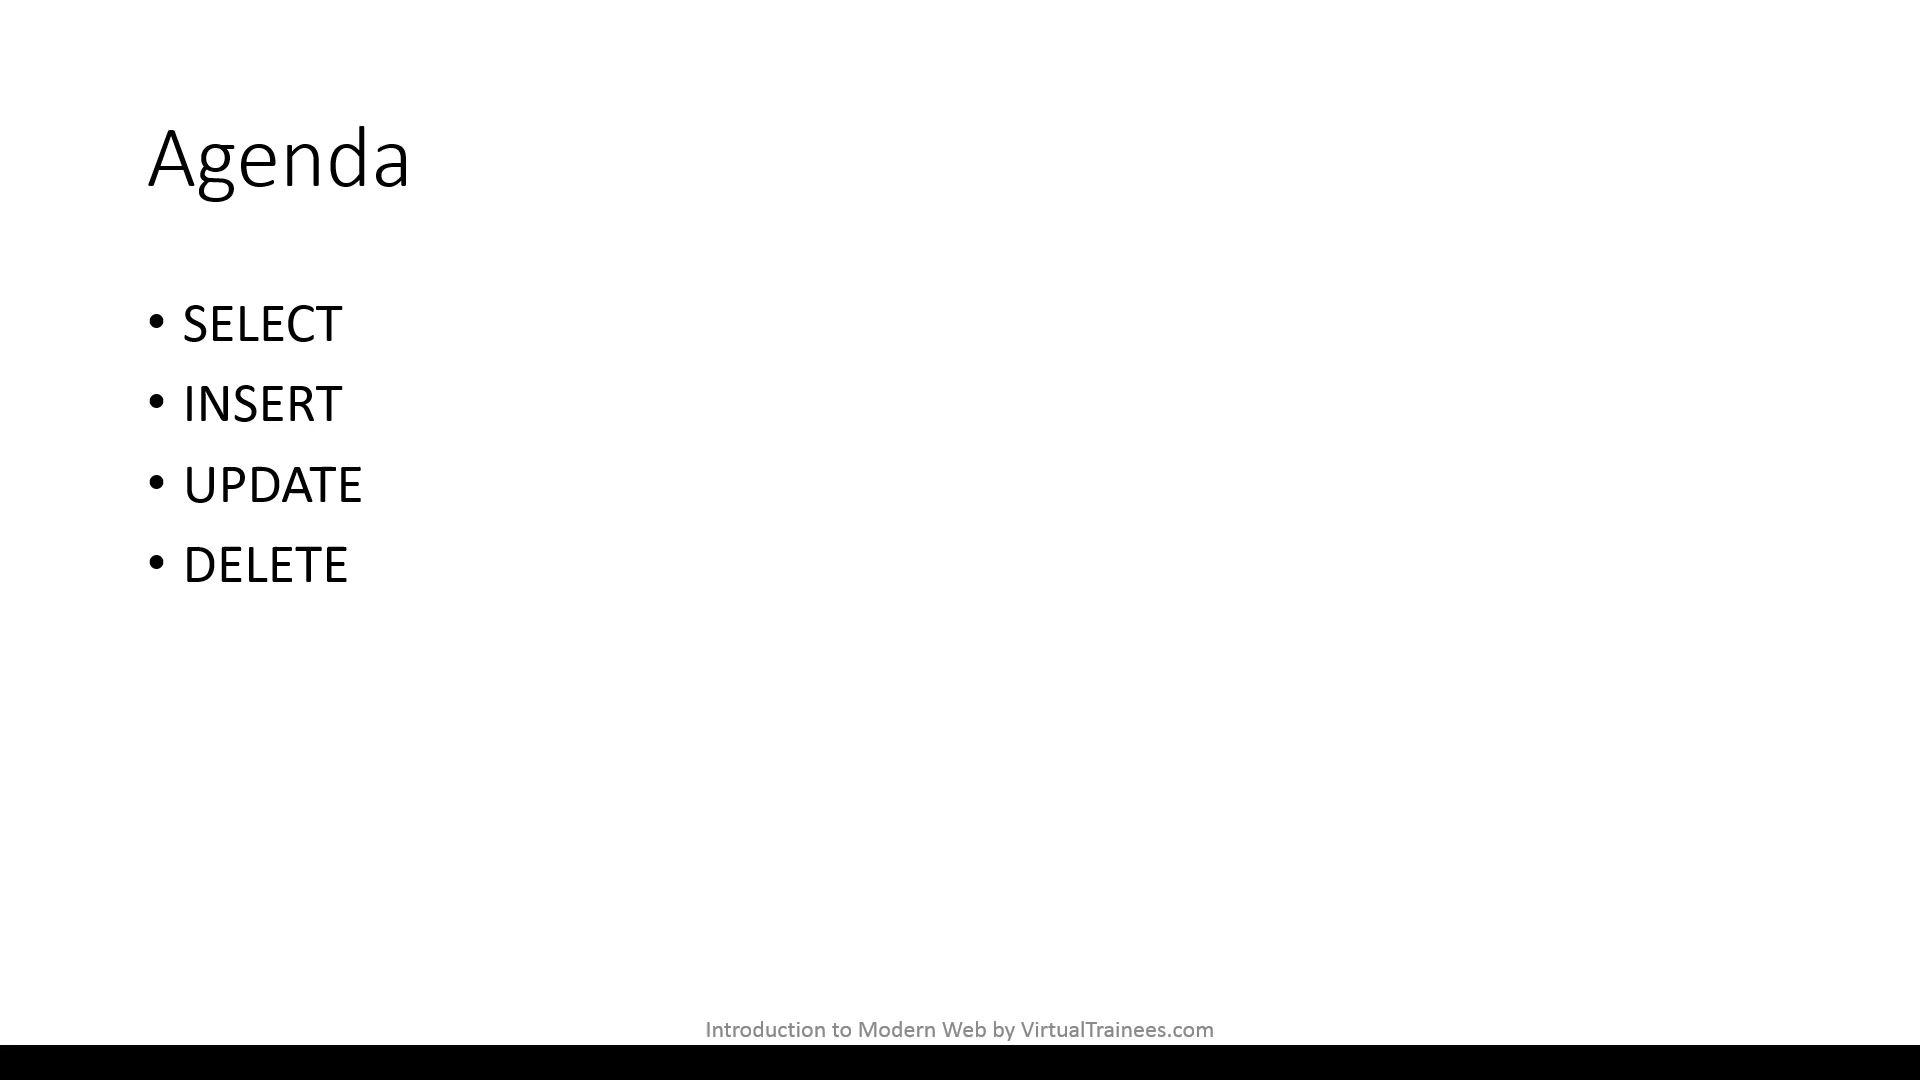 Agenda
• SELECT
• INSERT
• UPDATE
• DELETE
Introduction to Modern Web by VirtualTrainees.com